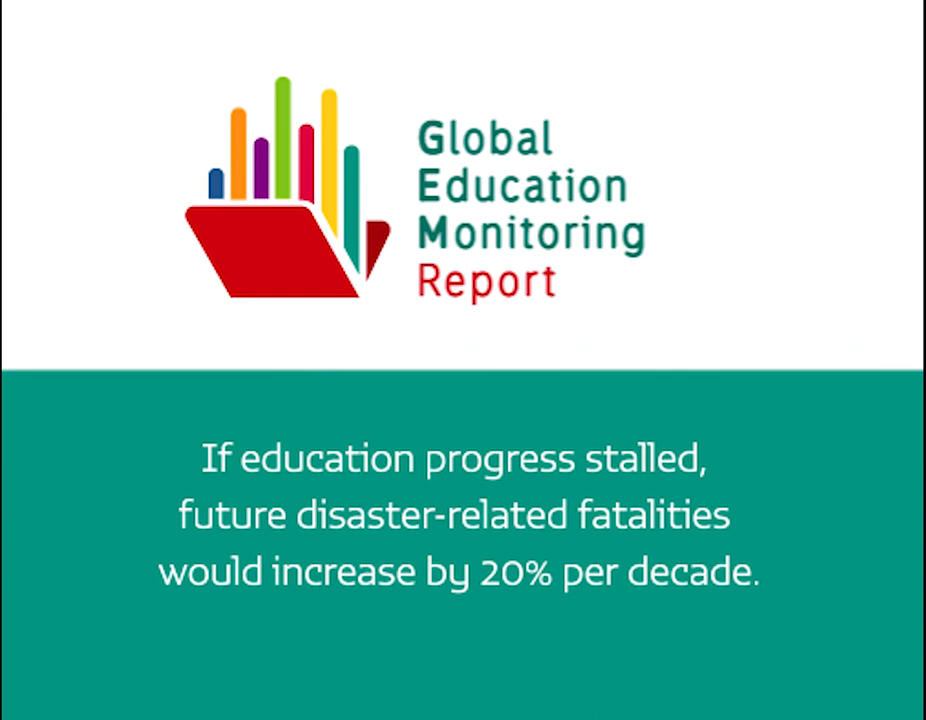 Global
Education
Monitoring
Report
If education progress stalled,
future disaster-related fatalities
would increase by 20% per decade.